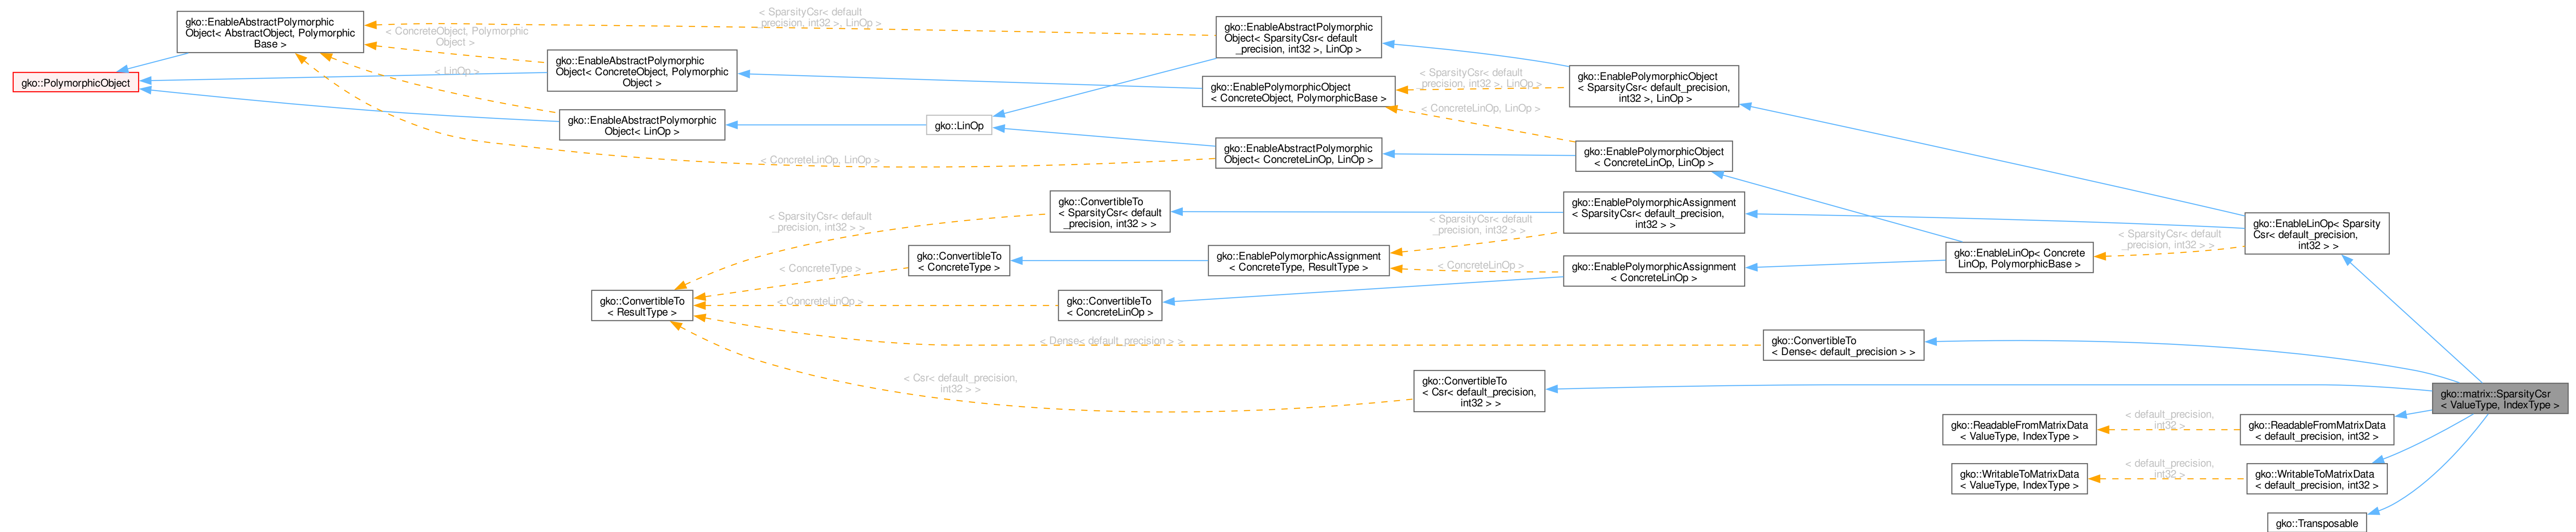 gko::PolymorphicObject
gko::EnableAbstractPolymorphic
Object< AbstractObject, Polymorphic
Base >
< ConcreteObject, Polymorphic
Object >
< LinOp >
gko::EnableAbstractPolymorphic
Object< ConcreteObject, Polymorphic
Object >
gko::EnableAbstractPolymorphic
Object< LinOp >
< SparsityCsr< default
_precision, int32 >, LinOp >
< ConcreteLinOp, LinOp >
gko::LinOp
gko::EnableAbstractPolymorphic
Object< SparsityCsr< default
_precision, int32 >, LinOp >
gko::EnablePolymorphicObject
< ConcreteObject, PolymorphicBase >
gko::EnableAbstractPolymorphic
Object< ConcreteLinOp, LinOp >
< SparsityCsr< default
_precision, int32 >, LinOp >
< ConcreteLinOp, LinOp >
gko::EnablePolymorphicObject
< SparsityCsr< default_precision,
int32 >, LinOp >
gko::EnablePolymorphicObject
< ConcreteLinOp, LinOp >
gko::ConvertibleTo
< ResultType >
< SparsityCsr< default
_precision, int32 > >
< ConcreteType >
< ConcreteLinOp >
< Dense< default_precision > >
< Csr< default_precision,
int32 > >
gko::ConvertibleTo
< SparsityCsr< default
_precision, int32 > >
gko::ConvertibleTo
< ConcreteType >
gko::ConvertibleTo
< ConcreteLinOp >
gko::EnablePolymorphicAssignment
< ConcreteType, ResultType >
< SparsityCsr< default
_precision, int32 > >
< ConcreteLinOp >
gko::EnablePolymorphicAssignment
< SparsityCsr< default_precision,
int32 > >
gko::EnablePolymorphicAssignment
< ConcreteLinOp >
gko::ConvertibleTo
< Dense< default_precision > >
gko::ConvertibleTo
< Csr< default_precision,
int32 > >
gko::EnableLinOp< Concrete
LinOp, PolymorphicBase >
< SparsityCsr< default
_precision, int32 > >
gko::EnableLinOp< Sparsity
Csr< default_precision,
int32 > >
gko::ReadableFromMatrixData
< ValueType, IndexType >
< default_precision,
int32 >
gko::ReadableFromMatrixData
< default_precision, int32 >
gko::WritableToMatrixData
< ValueType, IndexType >
< default_precision,
int32 >
gko::WritableToMatrixData
< default_precision, int32 >
gko::Transposable
gko::matrix::SparsityCsr
< ValueType, IndexType >